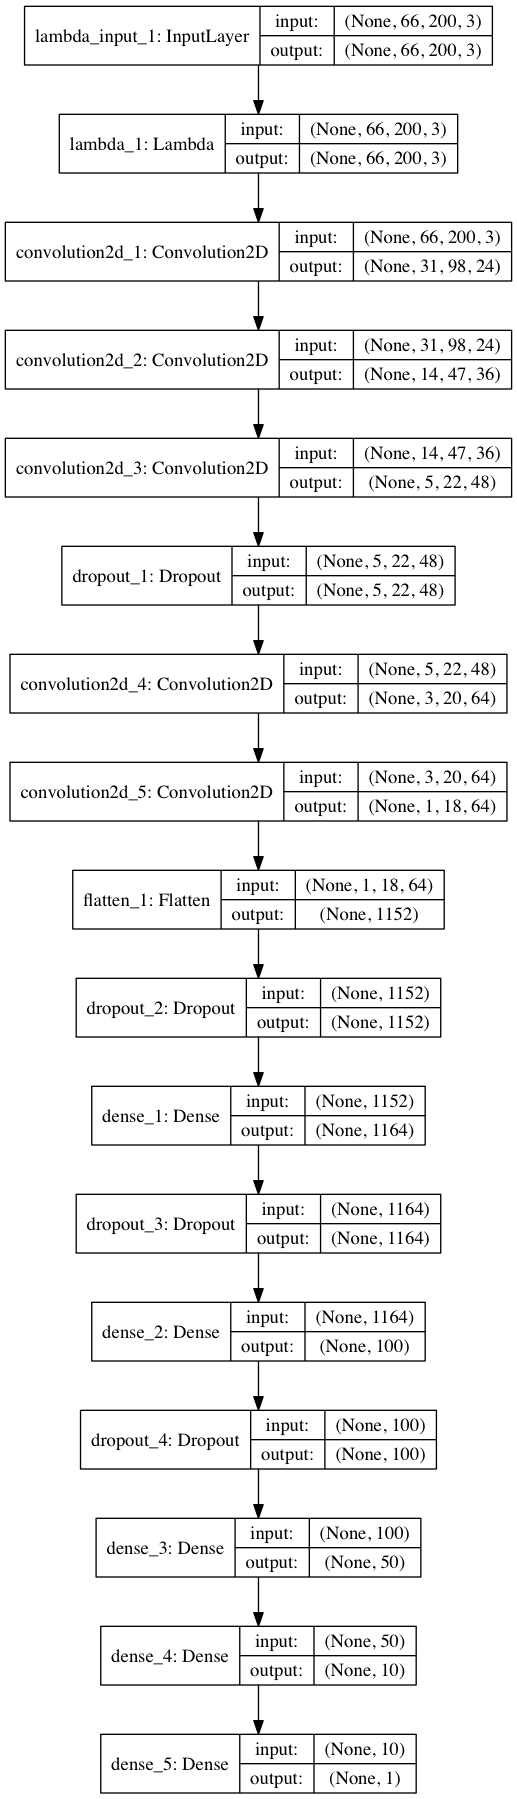 lambda_input_1: InputLayer
input: (None, 66, 200, 3)
output: (None, 66, 200, 3)
lambda_1: Lambda
input: (None, 66, 200, 3)
output: (None, 66, 200, 3)
convolution2d_1: Convolution2D
input: (None, 66, 200, 3)
output: (None, 31, 98, 24)
convolution2d_2: Convolution2D
input: (None, 31, 98, 24)
output: (None, 14, 47, 36)
convolution2d_3: Convolution2D
input: (None, 14, 47, 36)
output: (None, 5, 22, 48)
dropout_1: Dropout
input: (None, 5, 22, 48)
output: (None, 5, 22, 48)
convolution2d_4: Convolution2D
input: (None, 5, 22, 48)
output: (None, 3, 20, 64)
convolution2d_5: Convolution2D
input: (None, 3, 20, 64)
output: (None, 1, 18, 64)
flatten_1: Flatten
input: (None, 1, 18, 64)
output: (None, 1152)
dropout_2: Dropout
input: (None, 1152)
output: (None, 1152)
dense_1: Dense
input: (None, 1152)
output: (None, 1164)
dropout_3: Dropout
input: (None, 1164)
output: (None, 1164)
dense_2: Dense
input: (None, 1164)
output: (None, 100)
dropout_4: Dropout
input: (None, 100)
output: (None, 100)
dense_3: Dense
input: (None, 100)
output: (None, 50)
dense_4: Dense
input: (None, 50)
output: (None, 10)
dense_5: Dense
input: (None, 10)
output: (None, 1)